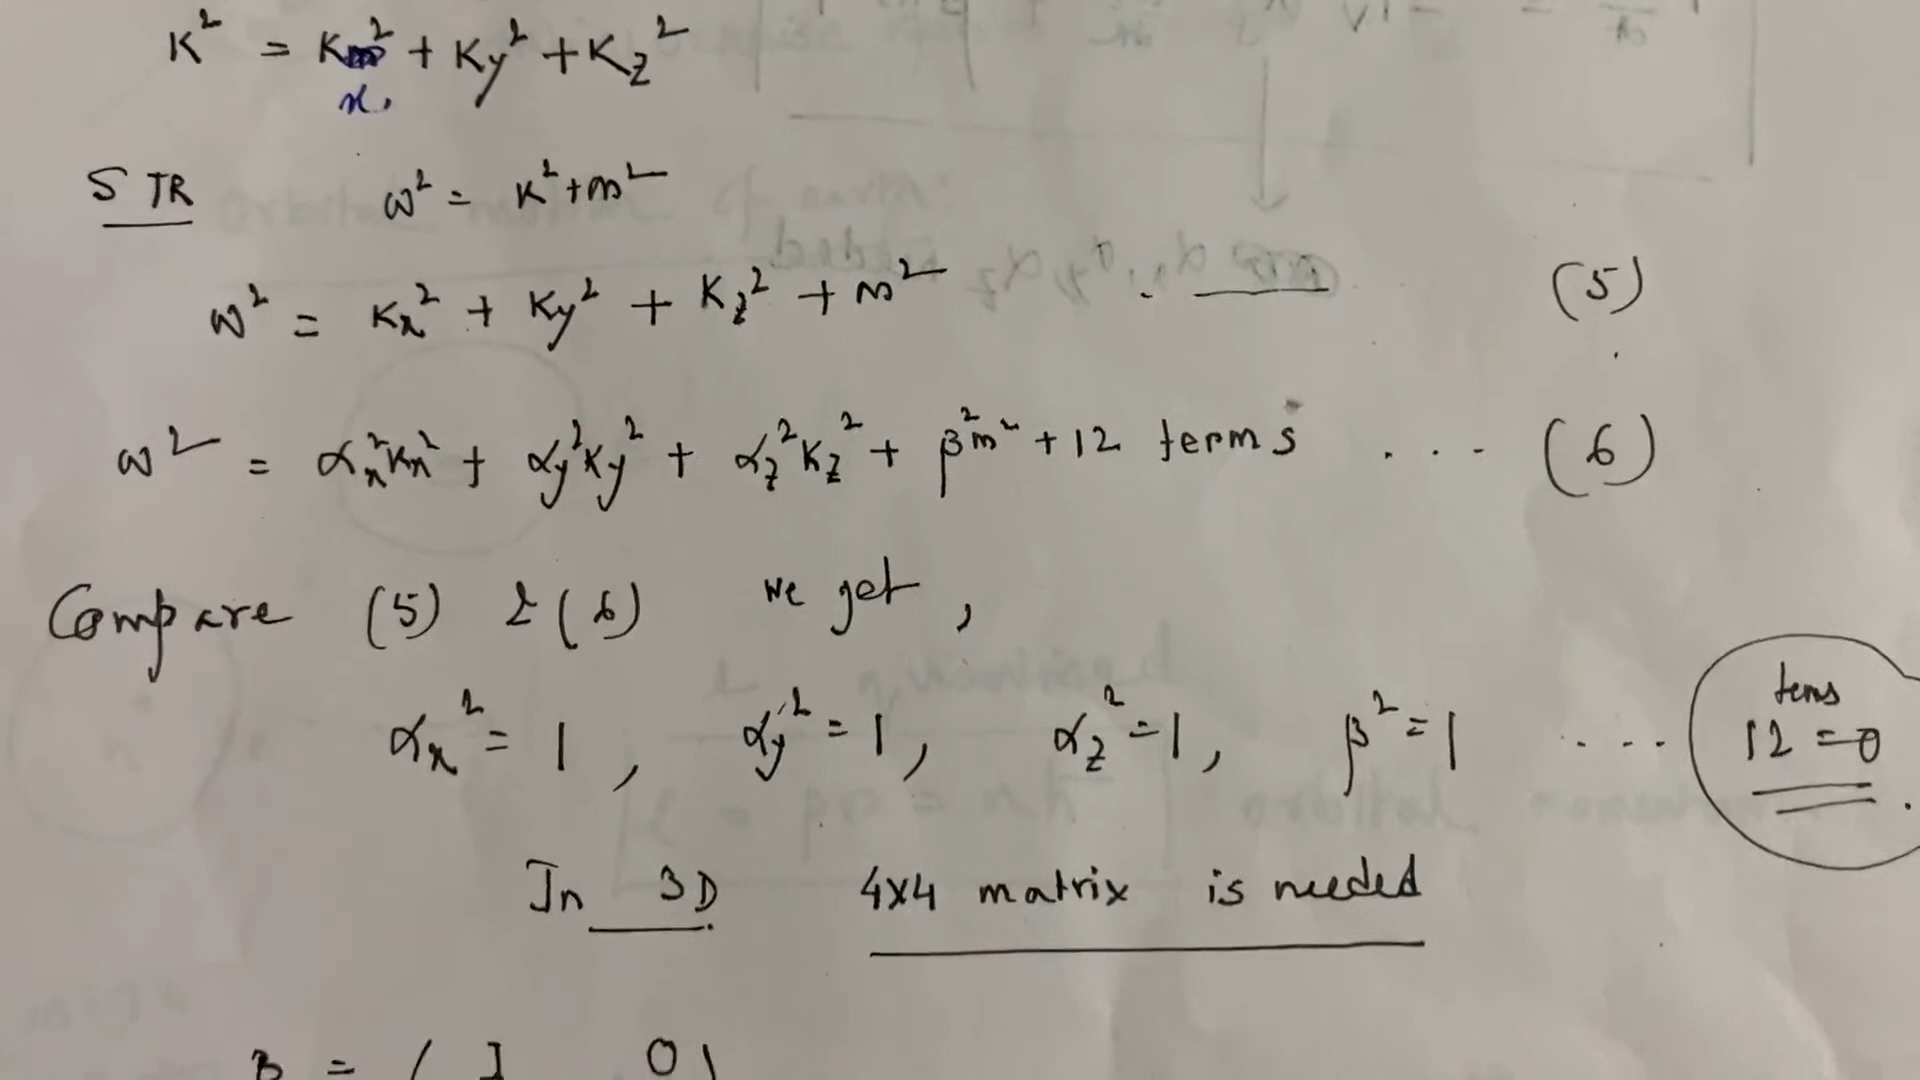 K² = Kx² + Ky² + Kz²
STR ω² = K² + m²
ω² = Kx² + Ky² + Kz² + m² . —— (5)
ω² = αx²Kx² + αy²Ky² + αz²Kz² + β²m² + 12 terms ... (6)
Compare (5) & (6) we get,
αx² = 1, αy² = 1, αz² = 1, β² = 1 ....
tems
12 = 0
In 3D 4x4 matrix is needed
B = ( I 0 )